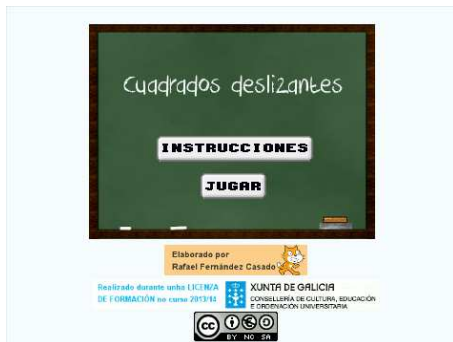 Cuadrados deslizantes
INSTRUCCIONES
JUGAR
Elaborado por
Rafael Fernández Casado
Realizado durante unha LICENZA
DE FORMACIÓN no curso 2013/14
XUNTA DE GALICIA
CONSELLERÍA DE CULTURA, EDUCACIÓN
E ORDENACIÓN UNIVERSITARIA
cc
BY NC SA